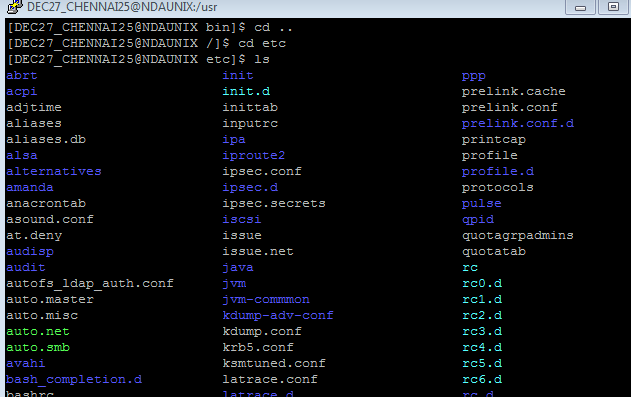 DEC27_CHENNAI25@NDAUNIX:/usr
[DEC27_CHENNAI25@NDAUNIX bin]$ cd ..
[DEC27_CHENNAI25@NDAUNIX /]$ cd etc
[DEC27_CHENNAI25@NDAUNIX etc]$ ls
abrt init ppp
acpi init.d prelink.cache
adjtime inittab prelink.conf
aliases inputrc prelink.conf.d
aliases.db ipa printcap
alsa iproute2 profile
alternatives ipsec.conf profile.d
amanda ipsec.d protocols
anacrontab ipsec.secrets pulse
asound.conf iscsi qpid
at.deny issue quotagrpadmins
audisp issue.net quotatab
audit java rc
autofs_ldap_auth.conf jvm rc0.d
auto.master jvm-commmon rc1.d
auto.misc kdump-adv-conf rc2.d
auto.net kdump.conf rc3.d
auto.smb krb5.conf rc4.d
avahi ksmtuned.conf rc5.d
bash_completion.d latrace.conf rc6.d
bashrc latrace.d rc.d